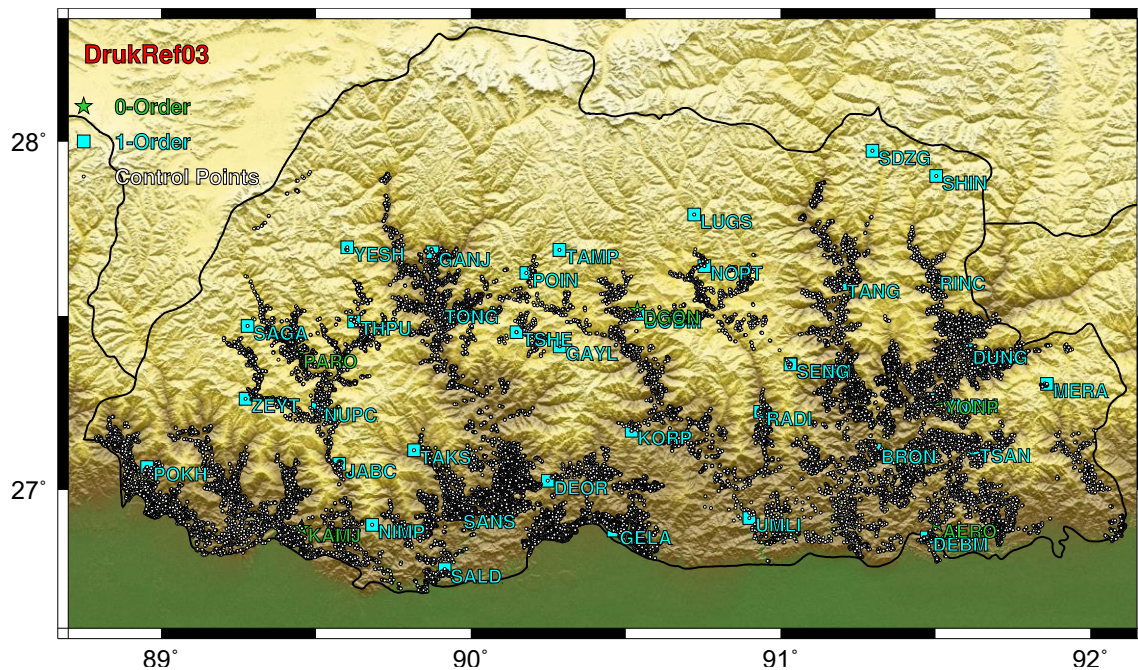 DrukRef03
0-Order
1-Order
Control Points
28°
27°
SDZG
SHIN
LUGS
YESH
GANJ
TAMP
NOPT
POIN
TANG
RINC
TONG
DGON
SAGA
THPU
TSHE
GAYL
DUNG
PARO
SENG
MERA
ZEYT
NUPC
RADI
KORP
BRON
TSAN
POKH
JABC
TAKS
DEOR
SANS
UMLI
KAMJ
NIMP
GELA
AERO
DEBM
SALD
89°
90°
91°
92°